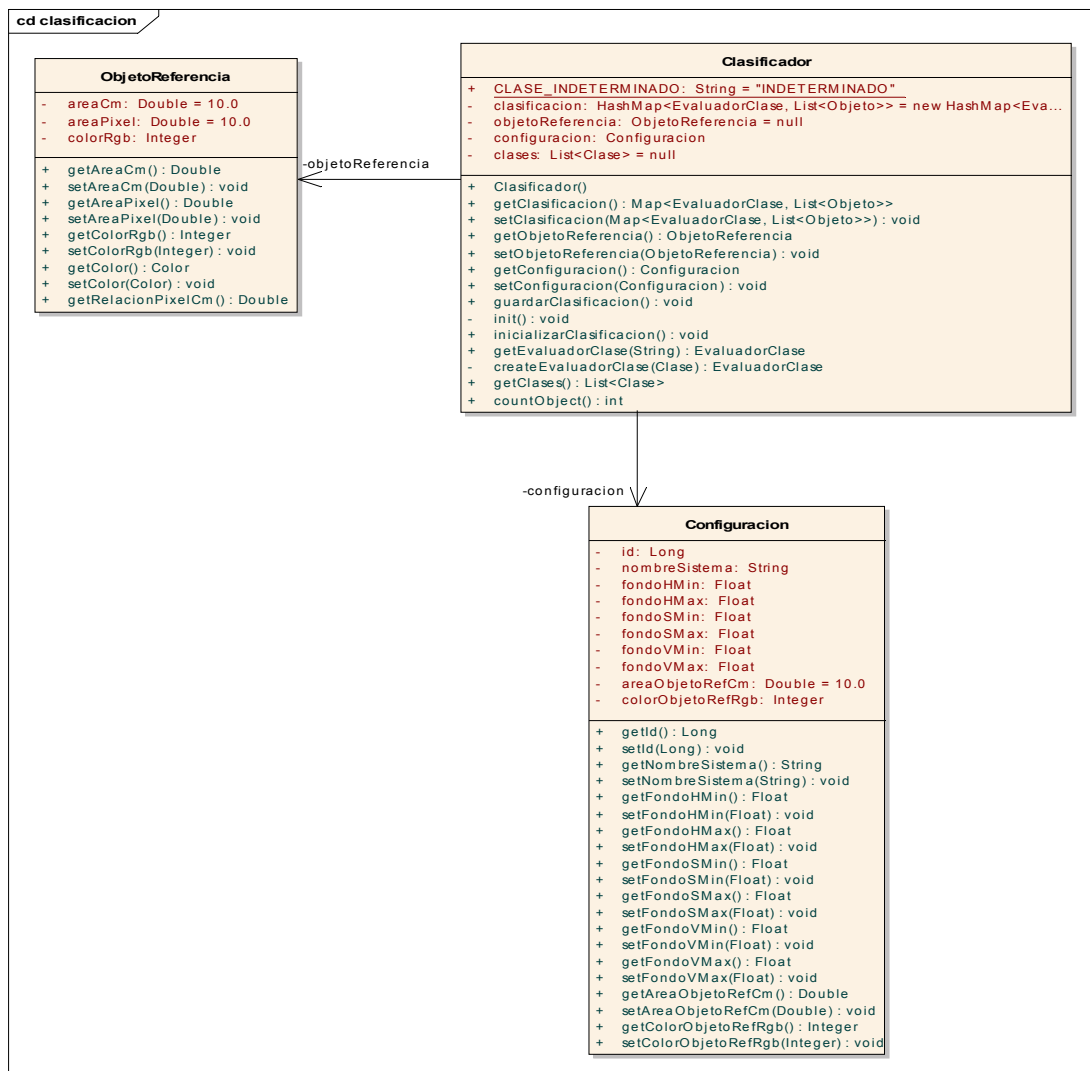 cd clasificacion
ObjetoReferencia
- areaCm: Double = 10.0
- areaPixel: Double = 10.0
- colorRgb: Integer
+ getAreaCm() : Double
+ setAreaCm(Double) : void
+ getAreaPixel() : Double
+ setAreaPixel(Double) : void
+ getColorRgb() : Integer
+ setColorRgb(Integer) : void
+ getColor() : Color
+ setColor(Color) : void
+ getRelacionPixelCm() : Double
-objetoReferencia
Clasificador
+ CLASE_INDETERMINADO: String = "INDETERMINADO"
- clasificacion: HashMap<EvaluadorClase, List<Objeto>> = new HashMap<Eva...
- objetoReferencia: ObjetoReferencia = null
- configuracion: Configuracion
- clases: List<Clase> = null
+ Clasificador()
+ getClasificacion() : Map<EvaluadorClase, List<Objeto>>
+ setClasificacion(Map<EvaluadorClase, List<Objeto>>) : void
+ getObjetoReferencia() : ObjetoReferencia
+ setObjetoReferencia(ObjetoReferencia) : void
+ getConfiguracion() : Configuracion
+ setConfiguracion(Configuracion) : void
+ guardarClasificacion() : void
- init() : void
+ inicializarClasificacion() : void
+ getEvaluadorClase(String) : EvaluadorClase
- createEvaluadorClase(Clase) : EvaluadorClase
+ getClases() : List<Clase>
+ countObject() : int
-configuracion
Configuracion
- id: Long
- nombreSistema: String
- fondoHMin: Float
- fondoHMax: Float
- fondoSMin: Float
- fondoSMax: Float
- fondoVMin: Float
- fondoVMax: Float
- areaObjetoRefCm: Double = 10.0
- colorObjetoRefRgb: Integer
+ getId() : Long
+ setId(Long) : void
+ getNombreSistema() : String
+ setNombreSistema(String) : void
+ getFondoHMin() : Float
+ setFondoHMin(Float) : void
+ getFondoHMax() : Float
+ setFondoHMax(Float) : void
+ getFondoSMin() : Float
+ setFondoSMin(Float) : void
+ getFondoSMax() : Float
+ setFondoSMax(Float) : void
+ getFondoVMin() : Float
+ setFondoVMin(Float) : void
+ getFondoVMax() : Float
+ setFondoVMax(Float) : void
+ getAreaObjetoRefCm() : Double
+ setAreaObjetoRefCm(Double) : void
+ getColorObjetoRefRgb() : Integer
+ setColorObjetoRefRgb(Integer) : void